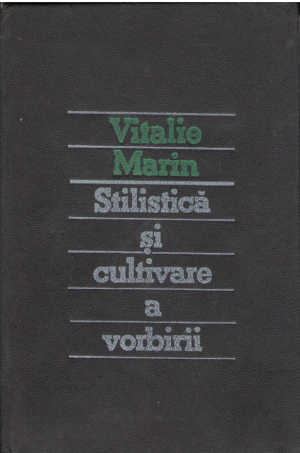 Vitalie
Marin
Stilistică
și
cultivare
a
vorbirii